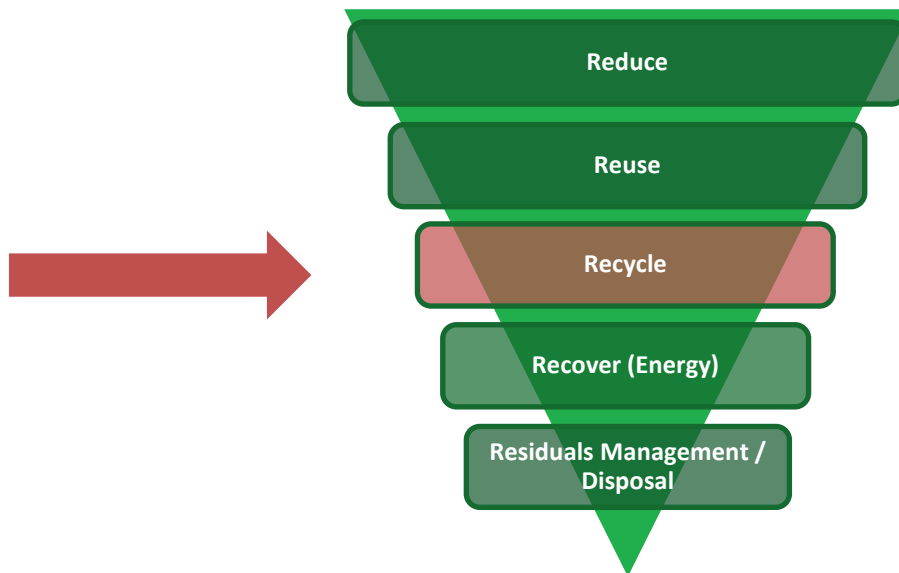 Reduce
Reuse
Recycle
Recover (Energy)
Residuals Management /
Disposal